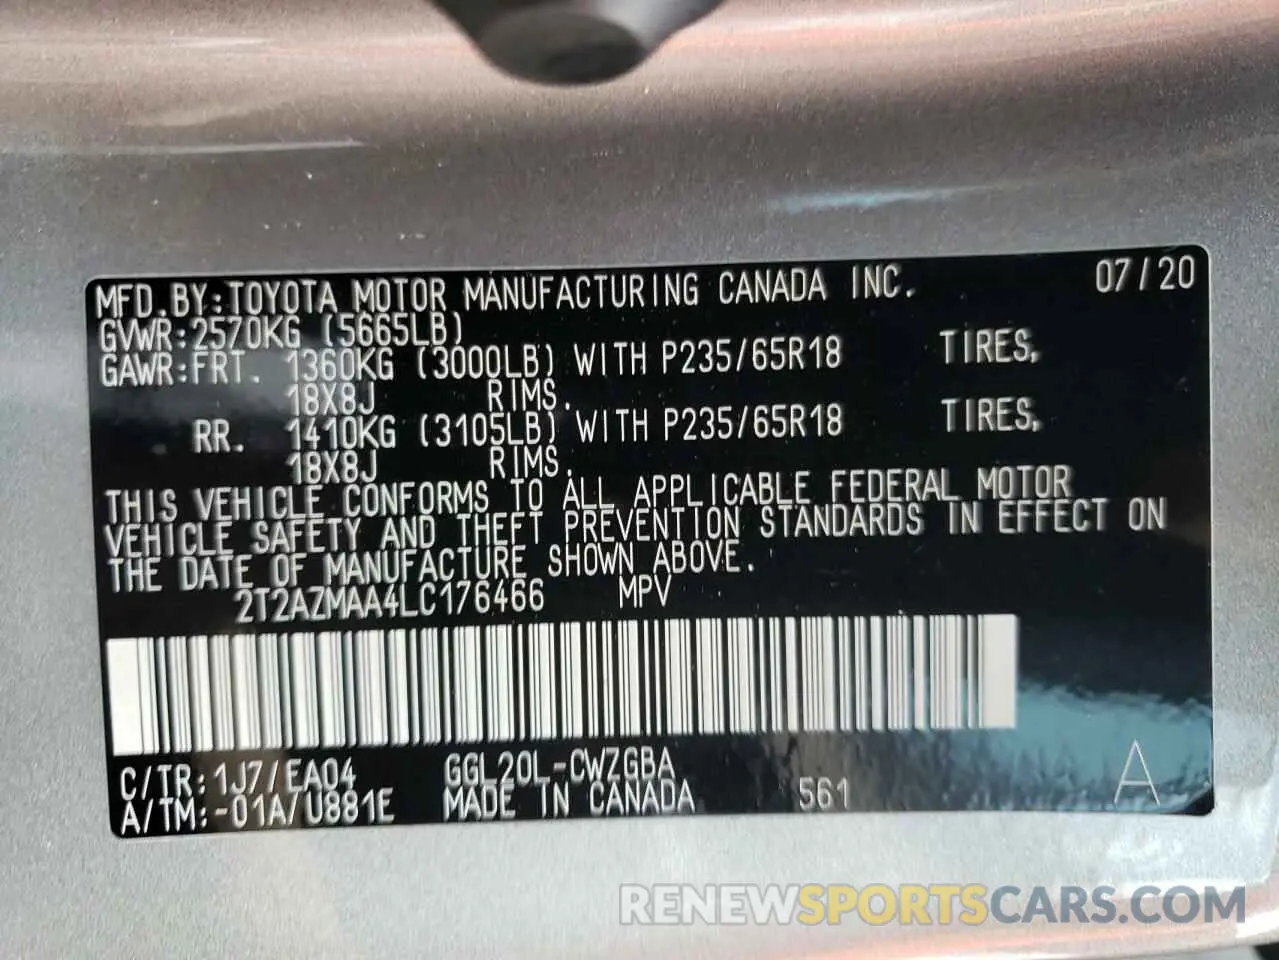 MFD.BY:TOYOTA MOTOR MANUFACTURING CANADA INC. 07/20
GVWR:2570KG (5665LB)
GAWR:FRT. 1360KG (3000LB) WITH P235/65R18 TIRES,
18X8J RIMS.
RR. 1410KG (3105LB) WITH P235/65R18 TIRES,
18X8J RIMS.
THIS VEHICLE CONFORMS TO ALL APPLICABLE FEDERAL MOTOR
VEHICLE SAFETY AND THEFT PREVENTION STANDARDS IN EFFECT ON
THE DATE OF MANUFACTURE SHOWN ABOVE.
2T2AZMAA4LC176466 MPV
C/TR:1J7/EA04 GGL20L-CWZGBA
A/TM:-01A/U881E MADE IN CANADA 561 A
RENEWSPORTSCARS.COM